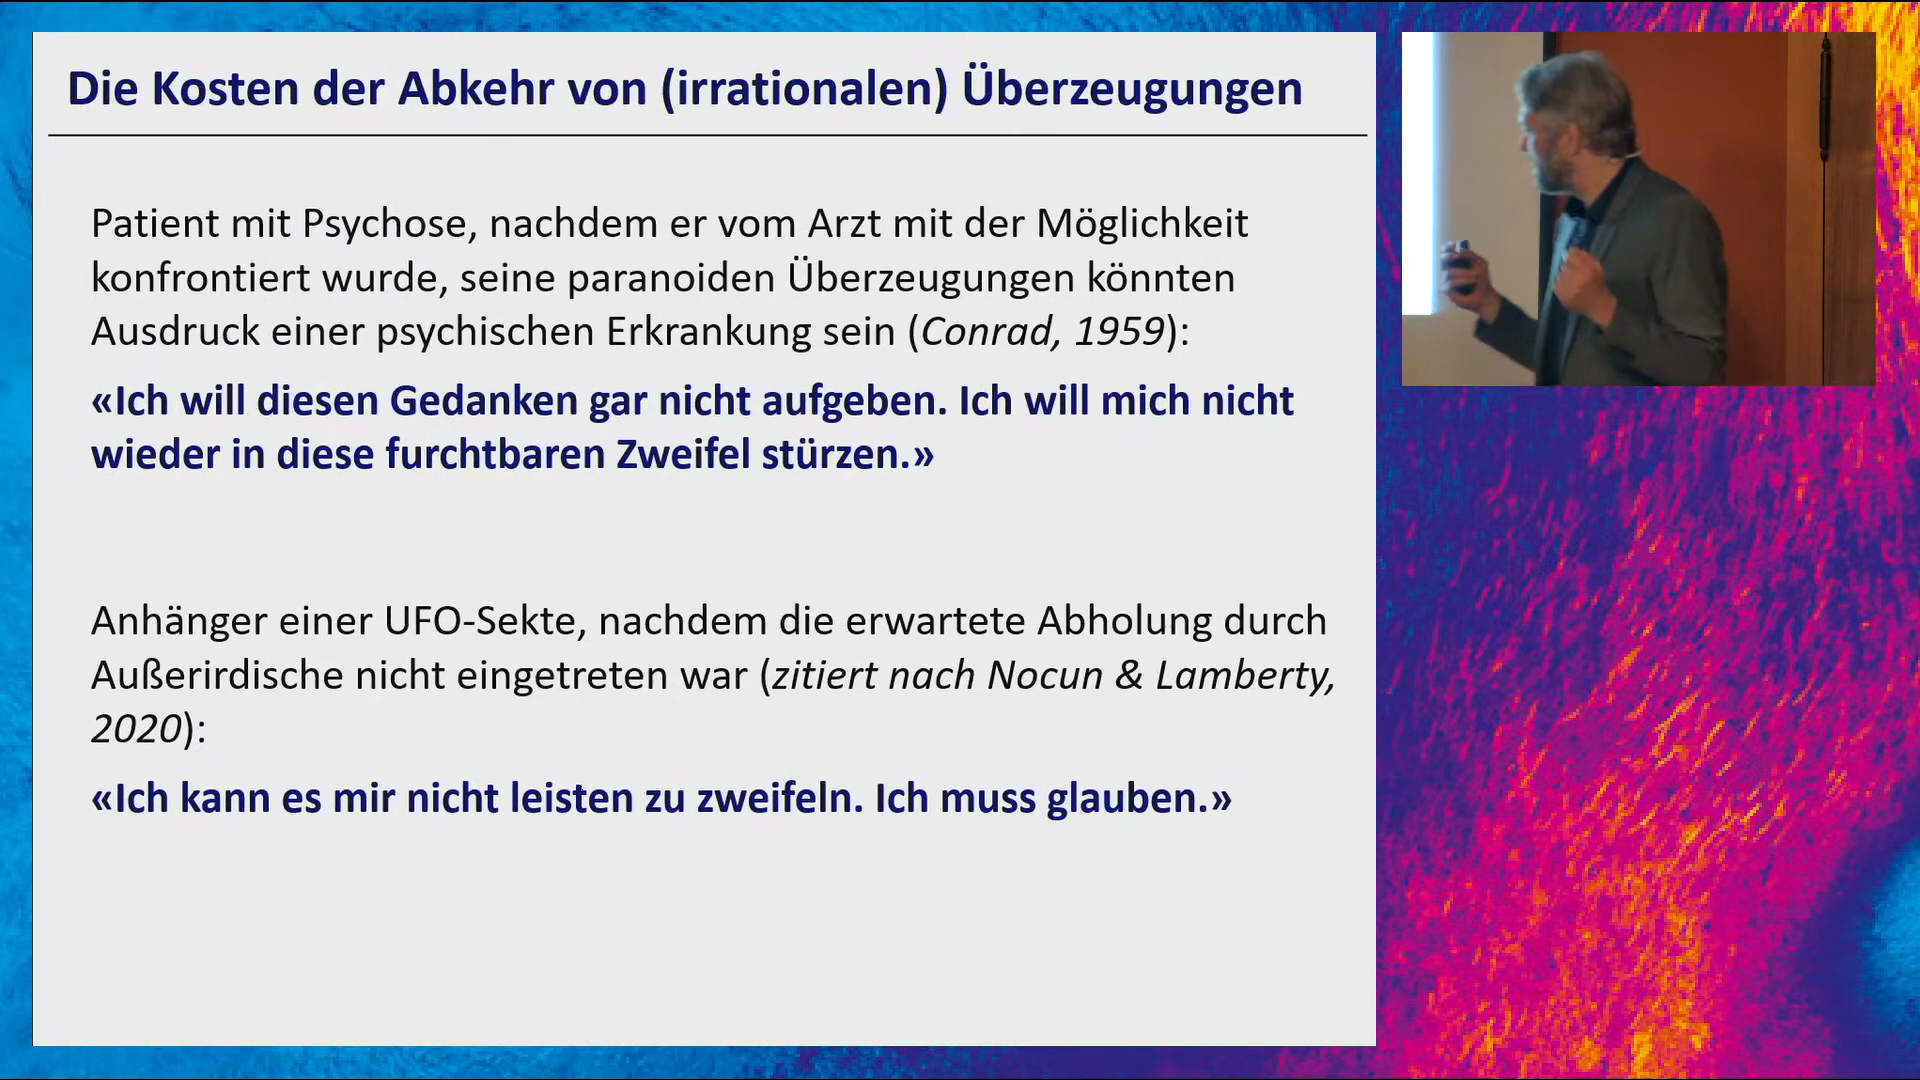 Die Kosten der Abkehr von (irrationalen) Überzeugungen
Patient mit Psychose, nachdem er vom Arzt mit der Möglichkeit
konfrontiert wurde, seine paranoiden Überzeugungen könnten
Ausdruck einer psychischen Erkrankung sein (Conrad, 1959):
«Ich will diesen Gedanken gar nicht aufgeben. Ich will mich nicht
wieder in diese furchtbaren Zweifel stürzen.»
Anhänger einer UFO-Sekte, nachdem die erwartete Abholung durch
Außerirdische nicht eingetreten war (zitiert nach Nocun & Lamberty,
2020):
«Ich kann es mir nicht leisten zu zweifeln. Ich muss glauben.»